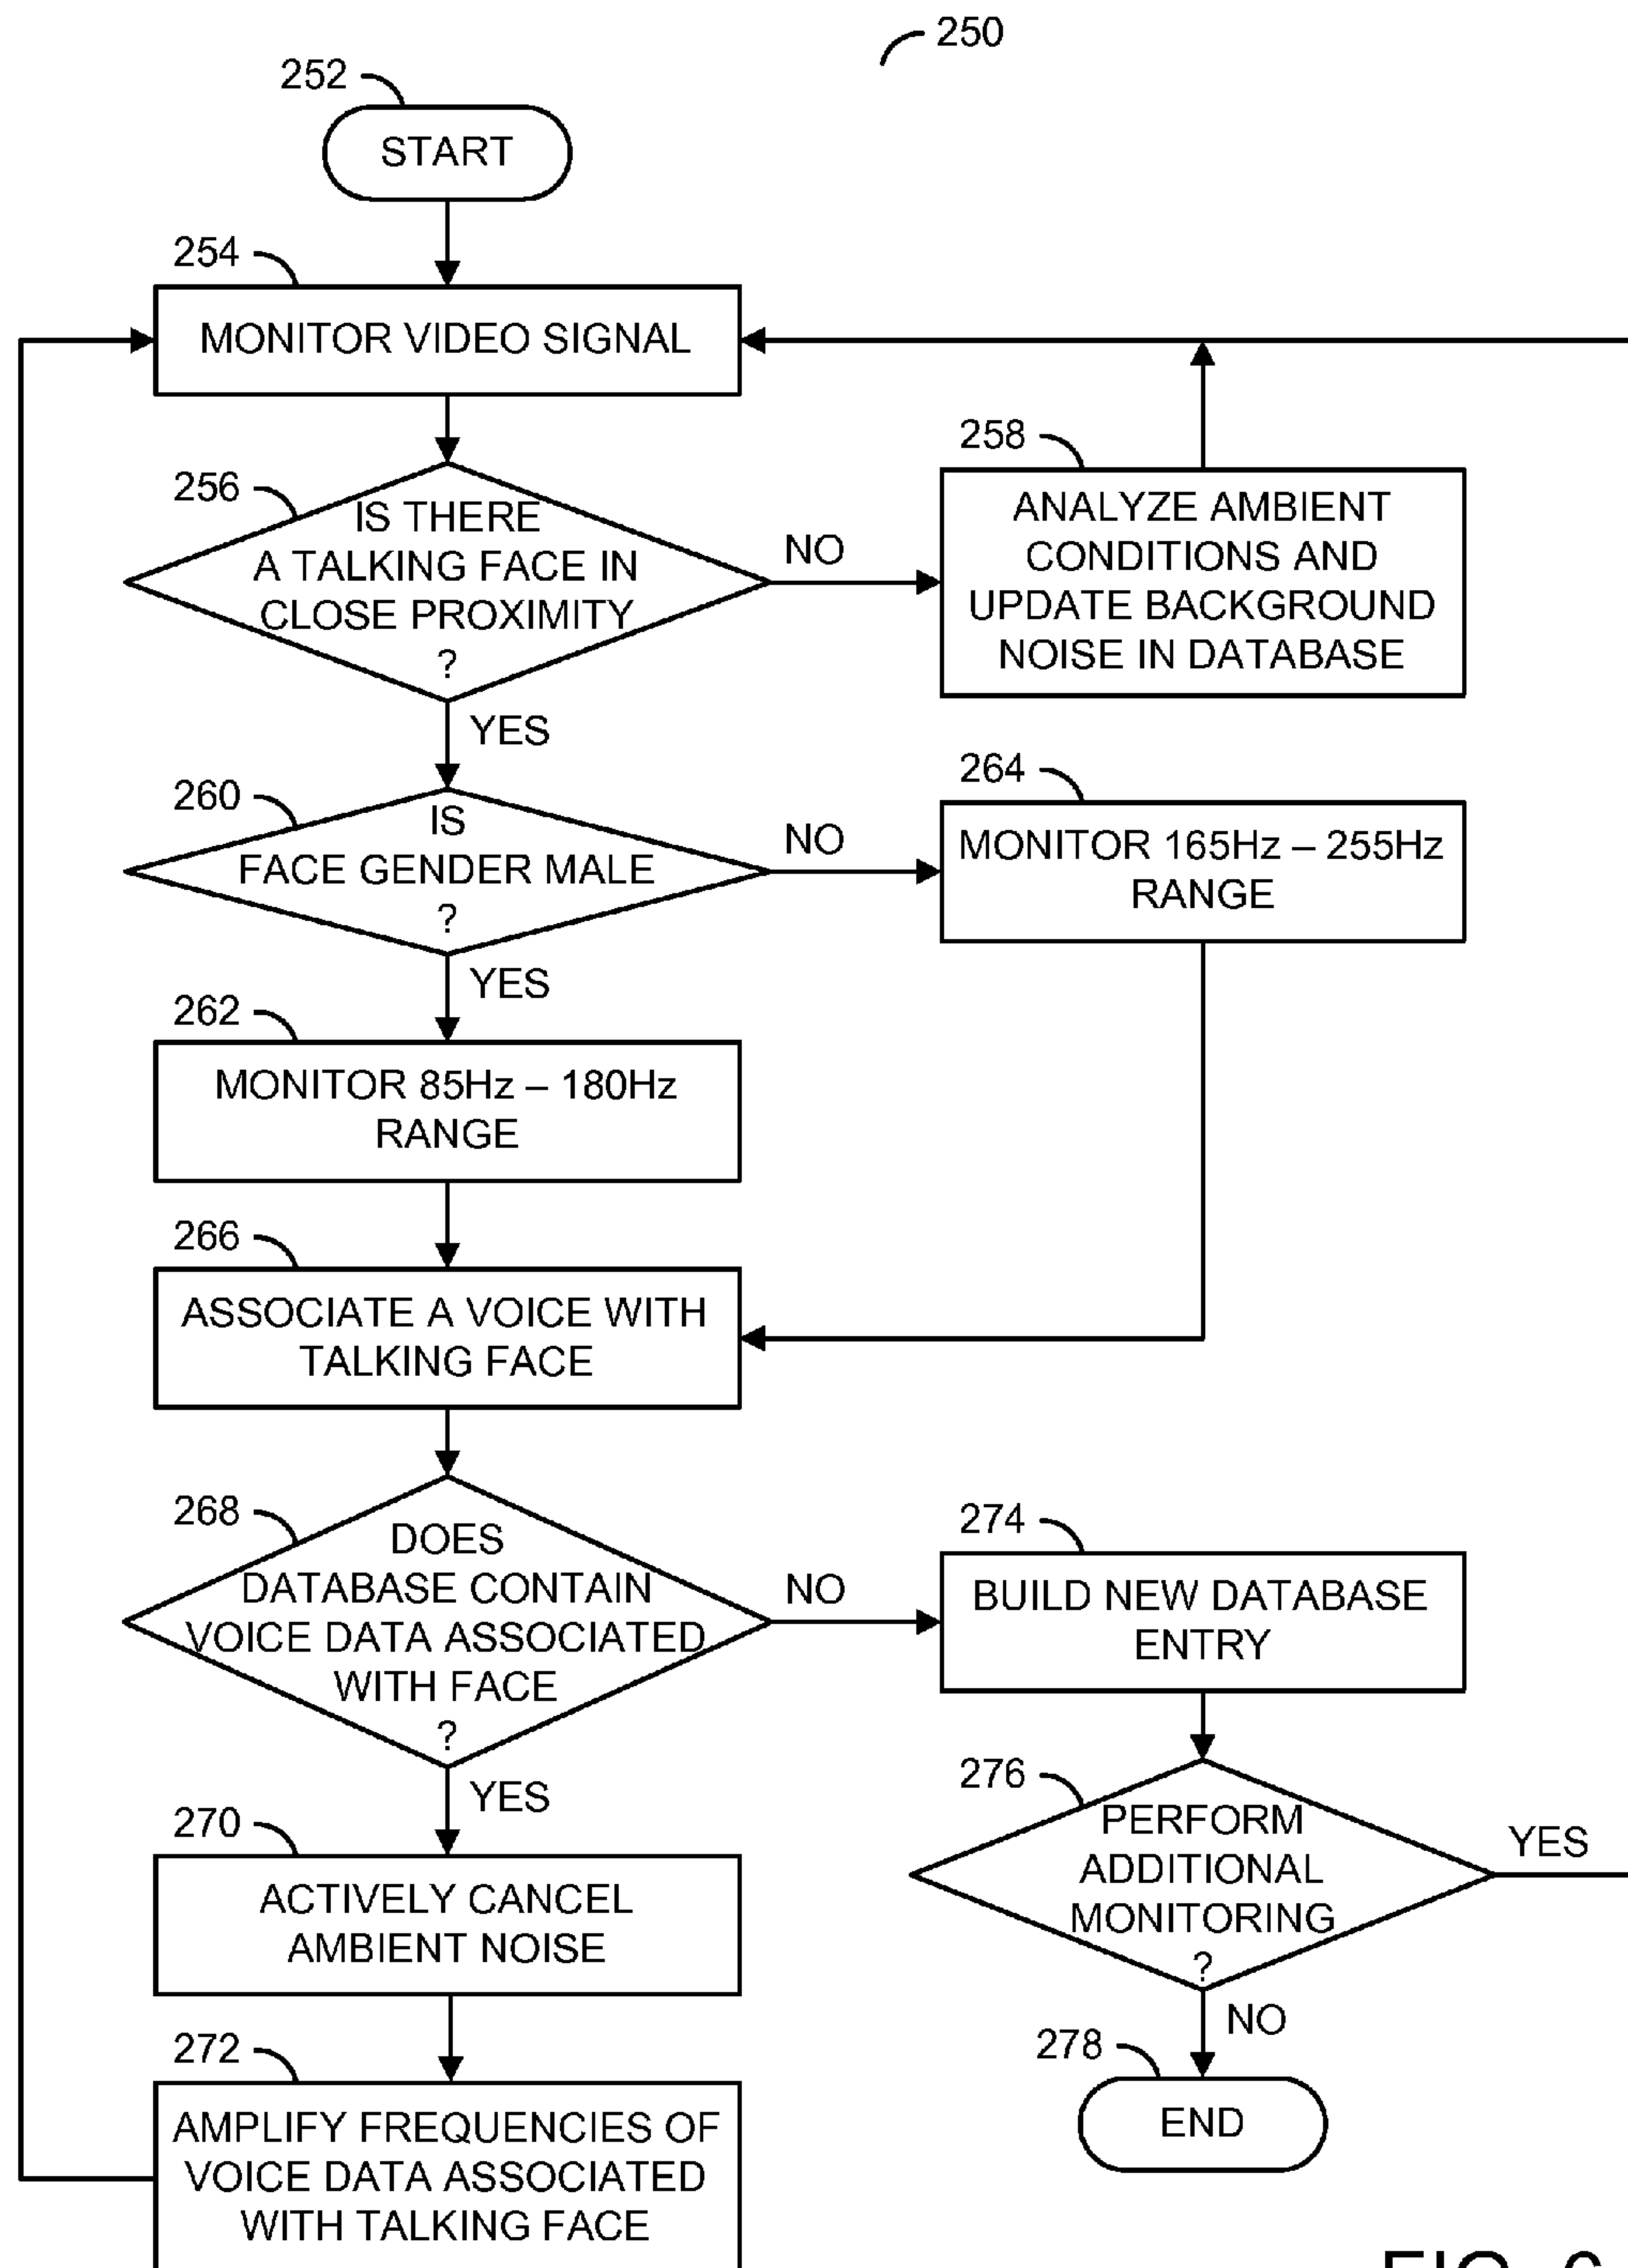 250
252
START
254
MONITOR VIDEO SIGNAL
256
IS THERE
A TALKING FACE IN
CLOSE PROXIMITY
?
NO
258
ANALYZE AMBIENT
CONDITIONS AND
UPDATE BACKGROUND
NOISE IN DATABASE
YES
260
IS
FACE GENDER MALE
?
NO
264
MONITOR 165Hz – 255Hz
RANGE
YES
262
MONITOR 85Hz – 180Hz
RANGE
266
ASSOCIATE A VOICE WITH
TALKING FACE
268
DOES
DATABASE CONTAIN
VOICE DATA ASSOCIATED
WITH FACE
?
NO
274
BUILD NEW DATABASE
ENTRY
YES
270
ACTIVELY CANCEL
AMBIENT NOISE
276
PERFORM
ADDITIONAL
MONITORING
?
YES
NO
272
AMPLIFY FREQUENCIES OF
VOICE DATA ASSOCIATED
WITH TALKING FACE
278
END